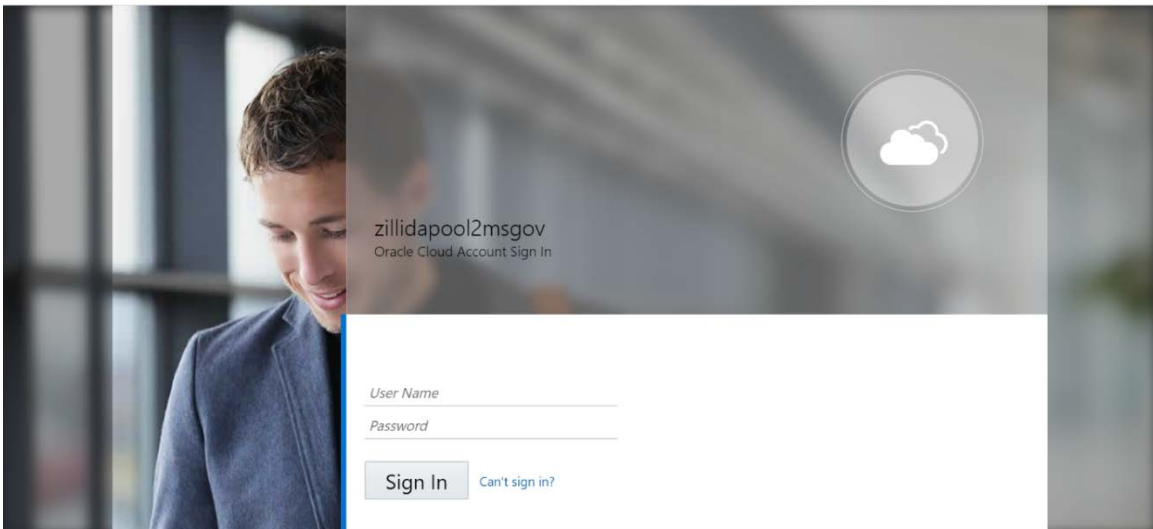 zillidapool2msgov
Oracle Cloud Account Sign In
User Name
Password
Sign In
Can't sign in?